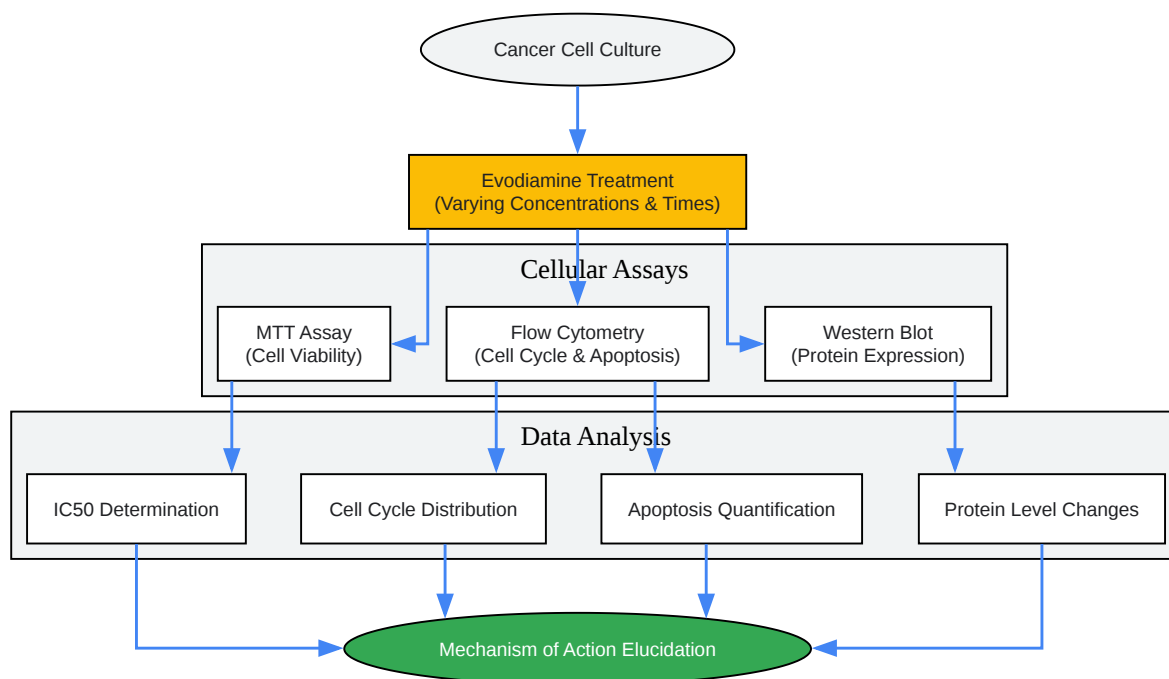 Cancer Cell Culture
Evodiamine Treatment
(Varying Concentrations & Times)
Cellular Assays
MTT Assay
(Cell Viability)
Flow Cytometry
(Cell Cycle & Apoptosis)
Western Blot
(Protein Expression)
Data Analysis
IC50 Determination
Cell Cycle Distribution
Apoptosis Quantification
Protein Level Changes
Mechanism of Action Elucidation